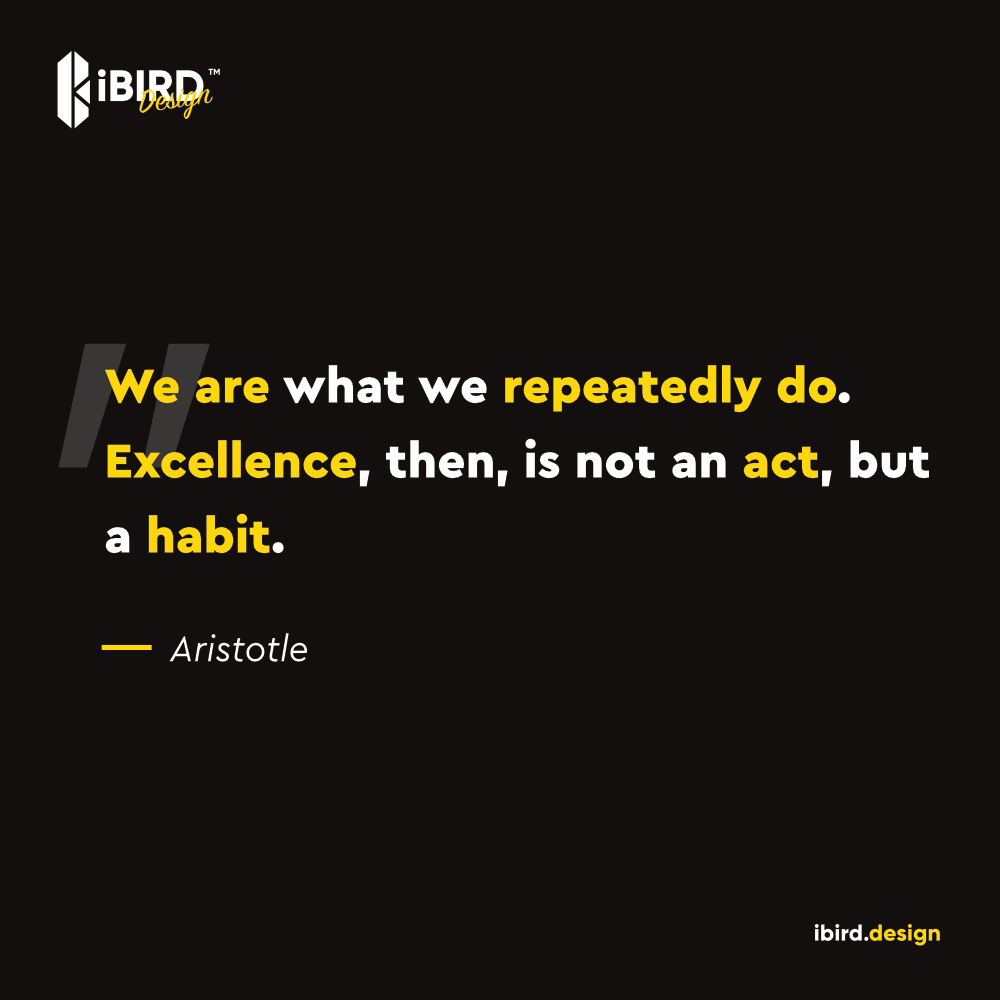 iBIRD™
Design
"
We are what we repeatedly do.
Excellence, then, is not an act, but
a habit.
— Aristotle
ibird.design